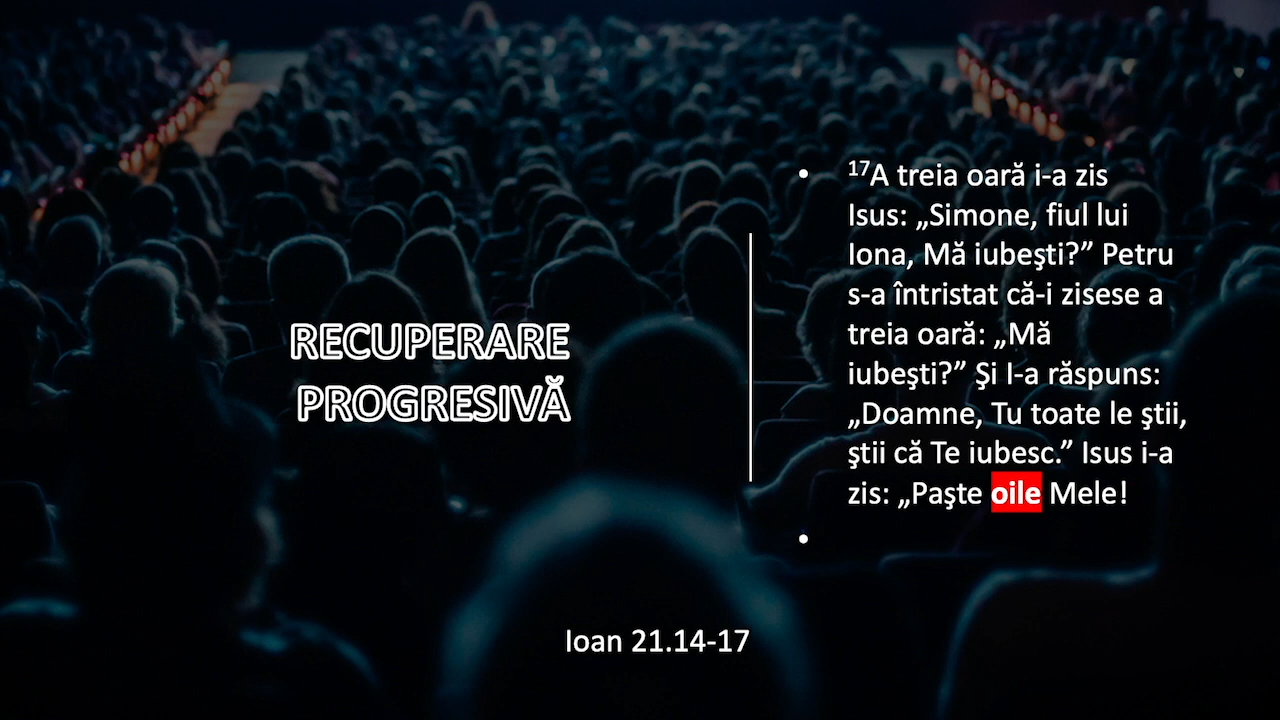 RECUPERARE
PROGRESIVĂ
• ¹⁷A treia oară i-a zis
Isus: „Simone, fiul lui
Iona, Mă iubeşti?” Petru
s-a întristat că-i zisese a
treia oară: „Mă
iubeşti?” Şi I-a răspuns:
„Doamne, Tu toate le ştii,
ştii că Te iubesc.” Isus i-a
zis: „Paşte oile Mele!
•
Ioan 21.14-17